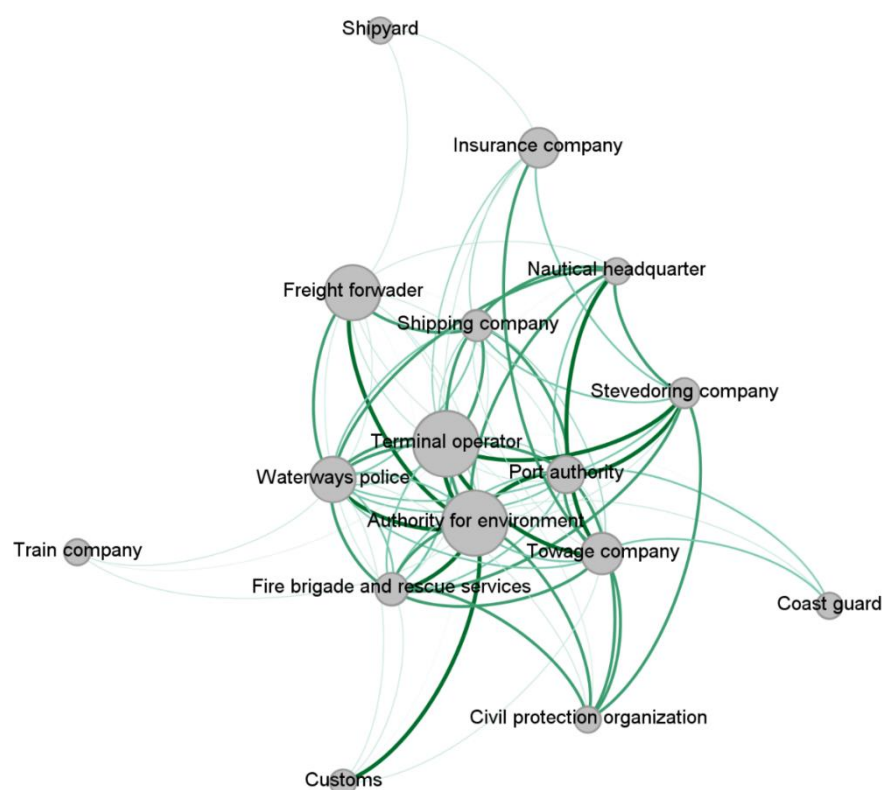 Shipyard
Insurance company
Nautical headquarter
Freight forwader
Shipping company
Stevedoring company
Terminal operator
Port authority
Waterways police
Authority for environment
Train company
Towage company
Fire brigade and rescue services
Coast guard
Civil protection organization
Customs